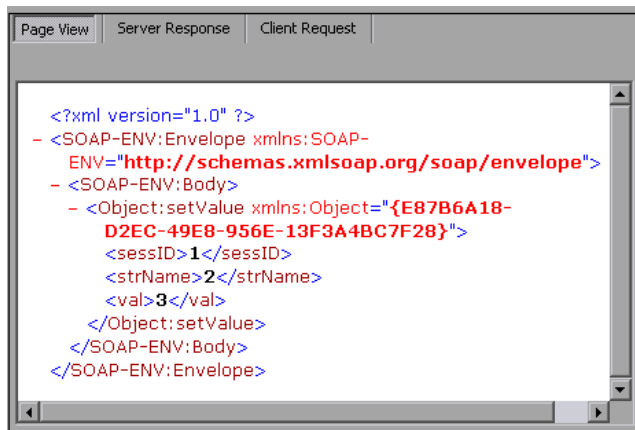 Page View Server Response Client Request
<?xml version="1.0" ?>
- <SOAP-ENV:Envelope xmlns:SOAP-
ENV="http://schemas.xmlsoap.org/soap/envelope">
- <SOAP-ENV:Body>
- <Object:setValue xmlns:Object="{E87B6A18-
D2EC-49E8-956E-13F3A4BC7F28}">
<sessID>1</sessID>
<strName>2</strName>
<val>3</val>
</Object:setValue>
</SOAP-ENV:Body>
</SOAP-ENV:Envelope>